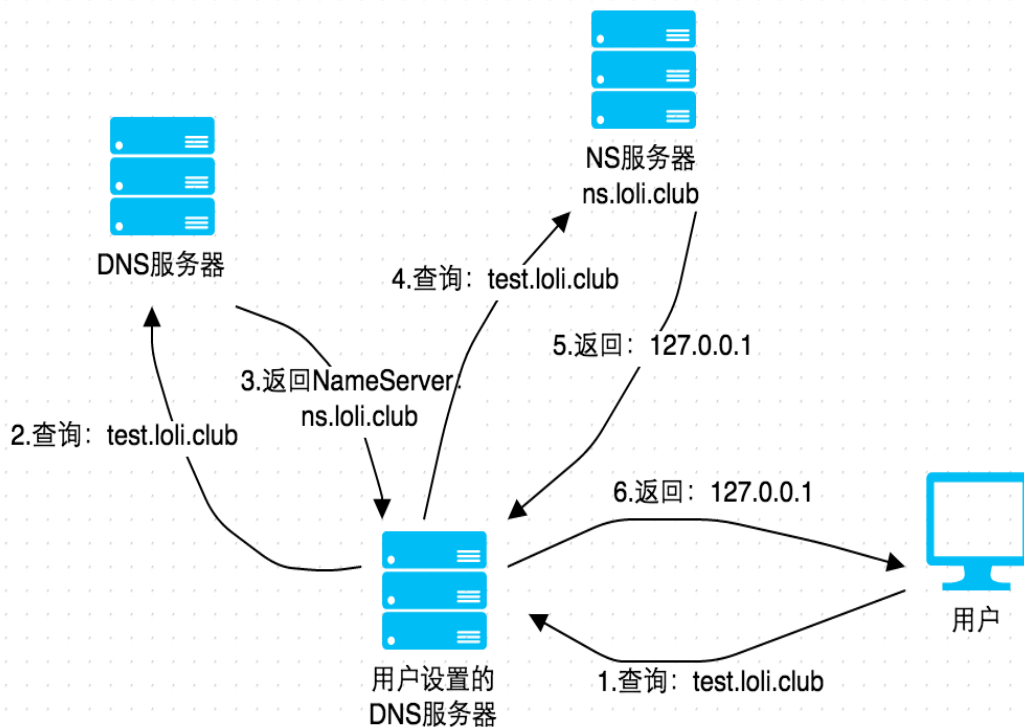 NS服务器
ns.loli.club
DNS服务器
4.查询：test.loli.club
5.返回：127.0.0.1
3.返回NameServer：
ns.loli.club
2.查询：test.loli.club
6.返回：127.0.0.1
用户
用户设置的
DNS服务器
1.查询：test.loli.club